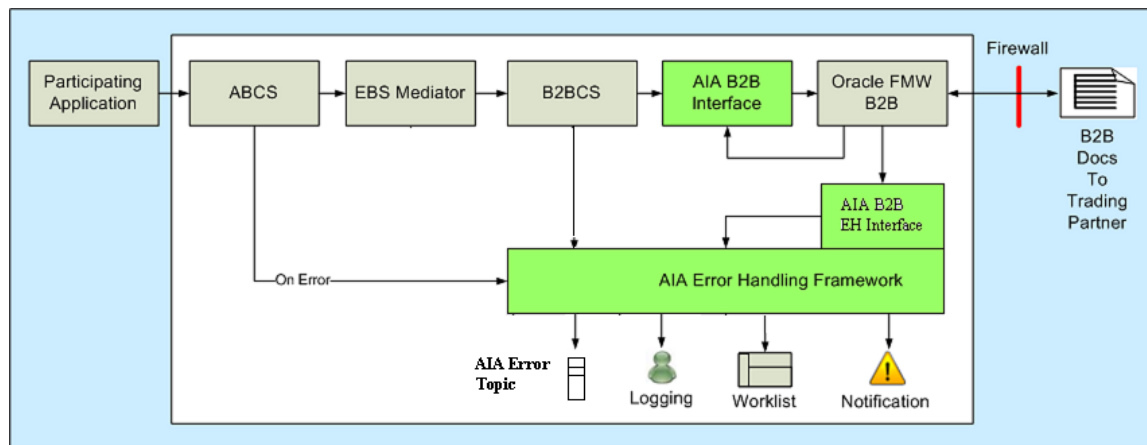 Firewall
Participating
Application
ABCS
EBS Mediator
B2BCS
AIA B2B
Interface
Oracle FMW
B2B
B2B
Docs
To
Trading
Partner
AIA B2B
EH Interface
On Error
AIA Error Handling Framework
AIA Error
Topic
Logging
Worklist
Notification